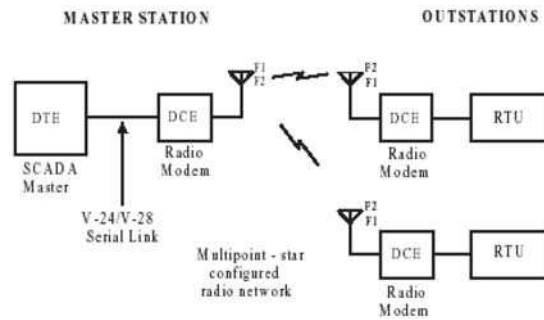 MASTER STATION
OUTSTATIONS
F1
F2
F2
F1
DTE
DCE
DCE
RTU
SCADA
Master
Radio
Modem
Radio
Modem
V-24/V-28
Serial Link
F2
F1
Multipoint - star
configured
radio network
DCE
RTU
Radio
Modem